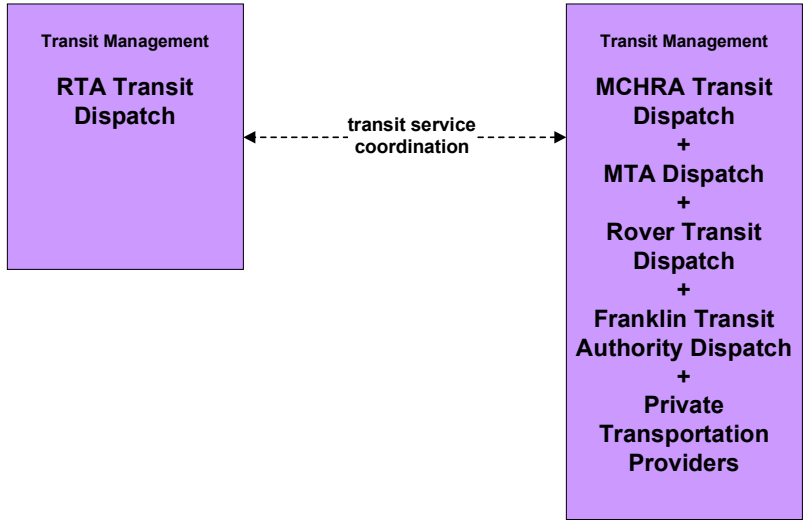 Transit Management
RTA Transit
Dispatch
transit service
coordination
Transit Management
MCHRA Transit
Dispatch
+
MTA Dispatch
+
Rover Transit
Dispatch
+
Franklin Transit
Authority Dispatch
+
Private
Transportation
Providers